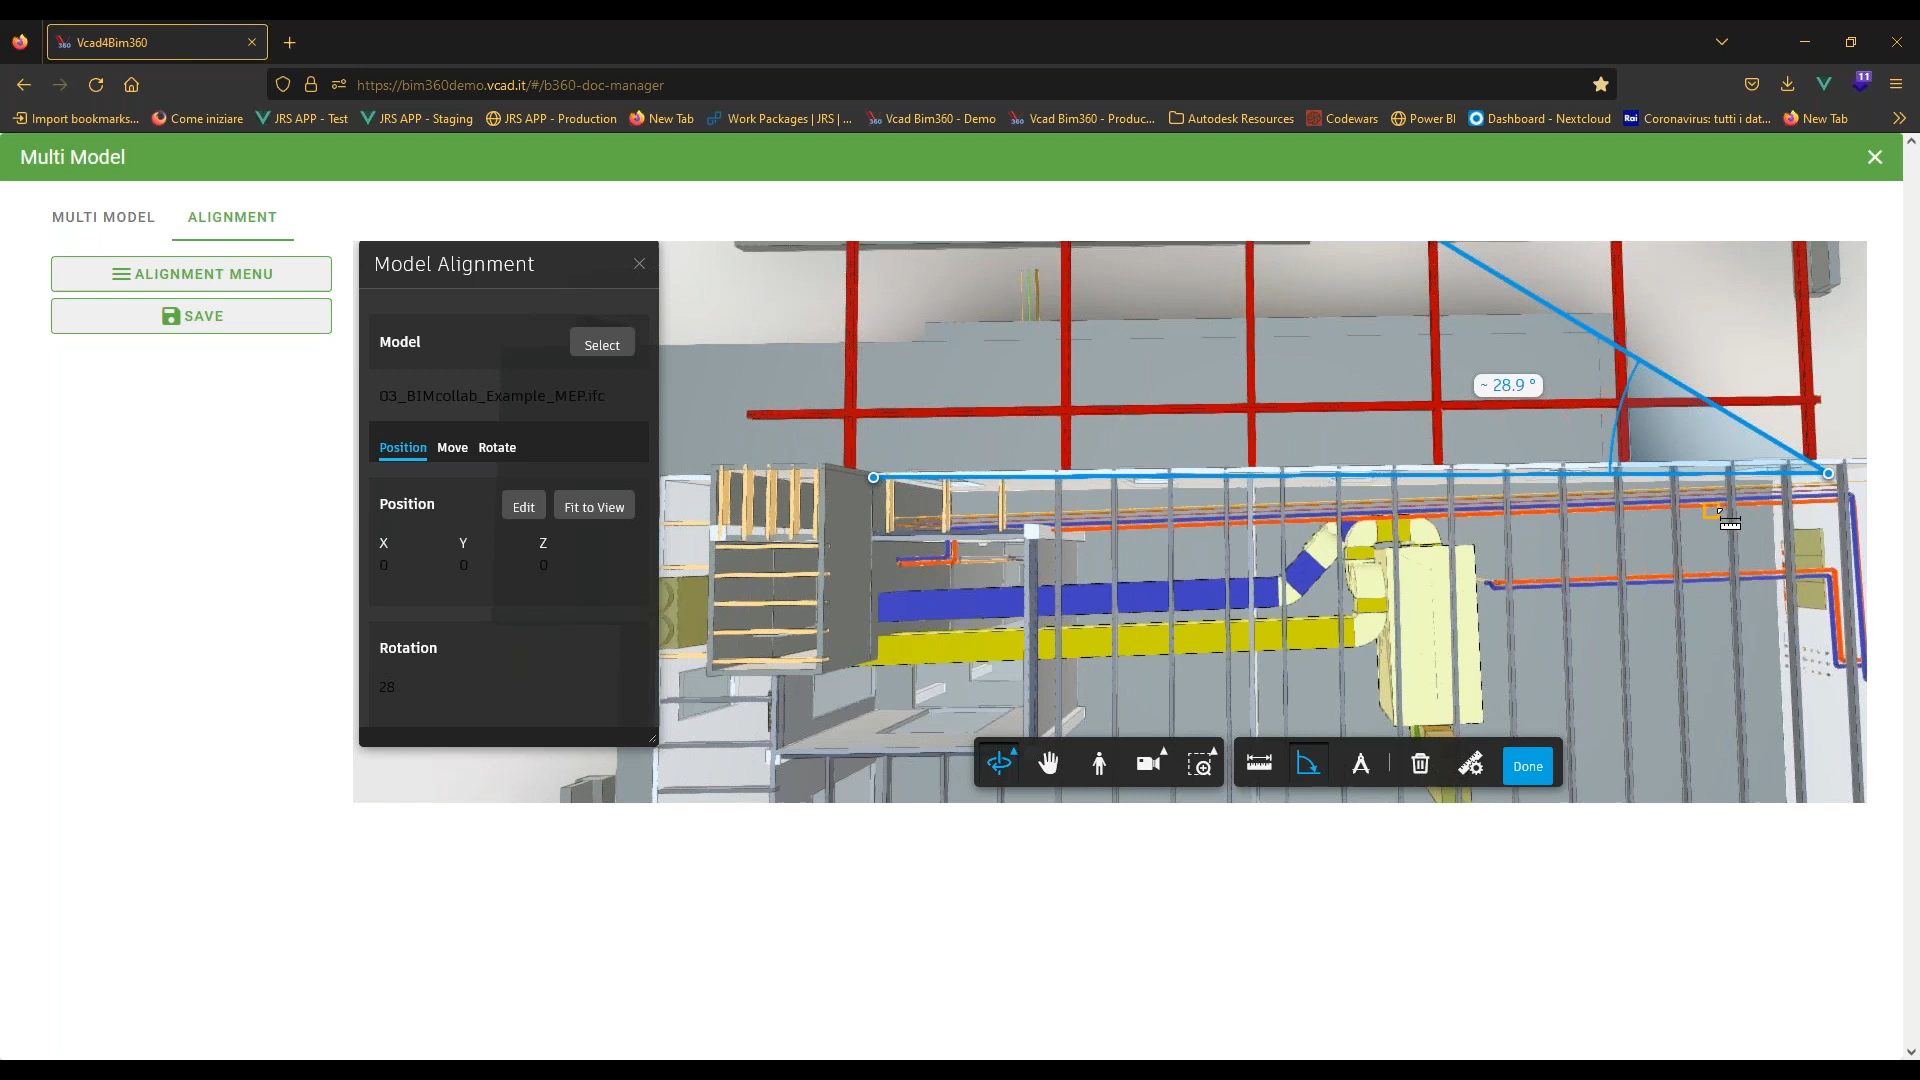 Vcad4Bim360
https://bim360demo.vcad.it/#/b360-doc-manager
11
Import bookmarks...
Come iniziare
JRS APP - Test
JRS APP - Staging
JRS APP - Production
New Tab
Work Packages | JRS | ...
Vcad Bim360 - Demo
Vcad Bim360 - Produc...
Autodesk Resources
Codewars
Power BI
Dashboard - Nextcloud
Rai
Coronavirus: tutti i dat...
New Tab
Multi Model
MULTI MODEL
ALIGNMENT
ALIGNMENT MENU
SAVE
Model Alignment
Model
Select
03_BIMcollab_Example_MEP.ifc
Position Move Rotate
Position
Edit
Fit to View
X Y Z
0 0 0
Rotation
28
~ 28.9 °
Done